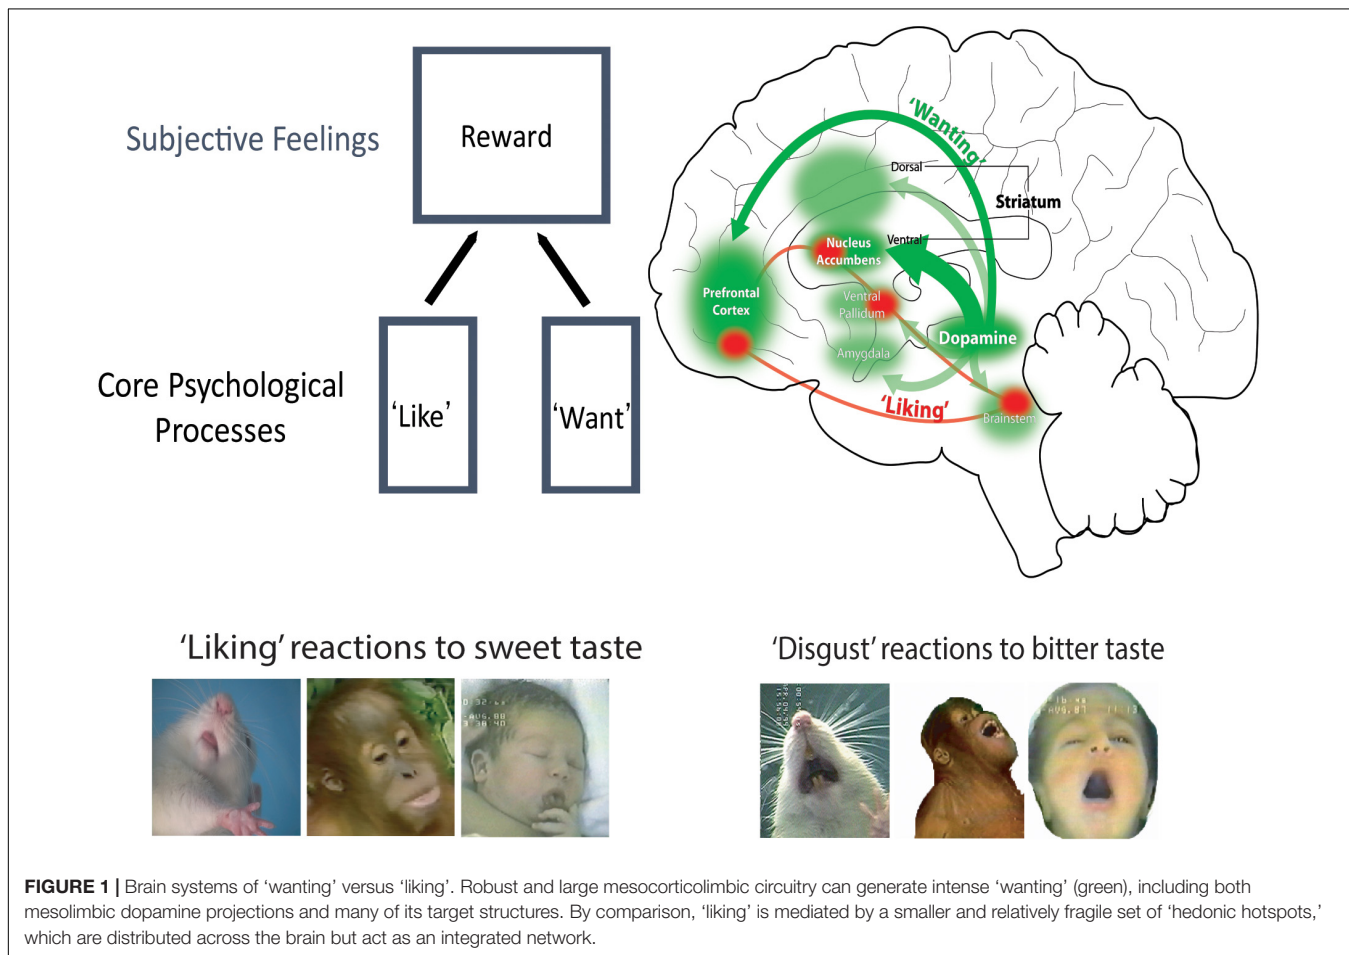 Subjective Feelings
Reward
Core Psychological
Processes
‘Like’
‘Want’
‘Wanting’
Dorsal
Striatum
Ventral
Nucleus
Accumbens
Prefrontal
Cortex
Ventral
Pallidum
Dopamine
Amygdala
‘Liking’
Brainstem
‘Liking’ reactions to sweet taste
‘Disgust’ reactions to bitter taste
FIGURE 1 | Brain systems of ‘wanting’ versus ‘liking’. Robust and large mesocorticolimbic circuitry can generate intense ‘wanting’ (green), including both
mesolimbic dopamine projections and many of its target structures. By comparison, ‘liking’ is mediated by a smaller and relatively fragile set of ‘hedonic hotspots,’
which are distributed across the brain but act as an integrated network.